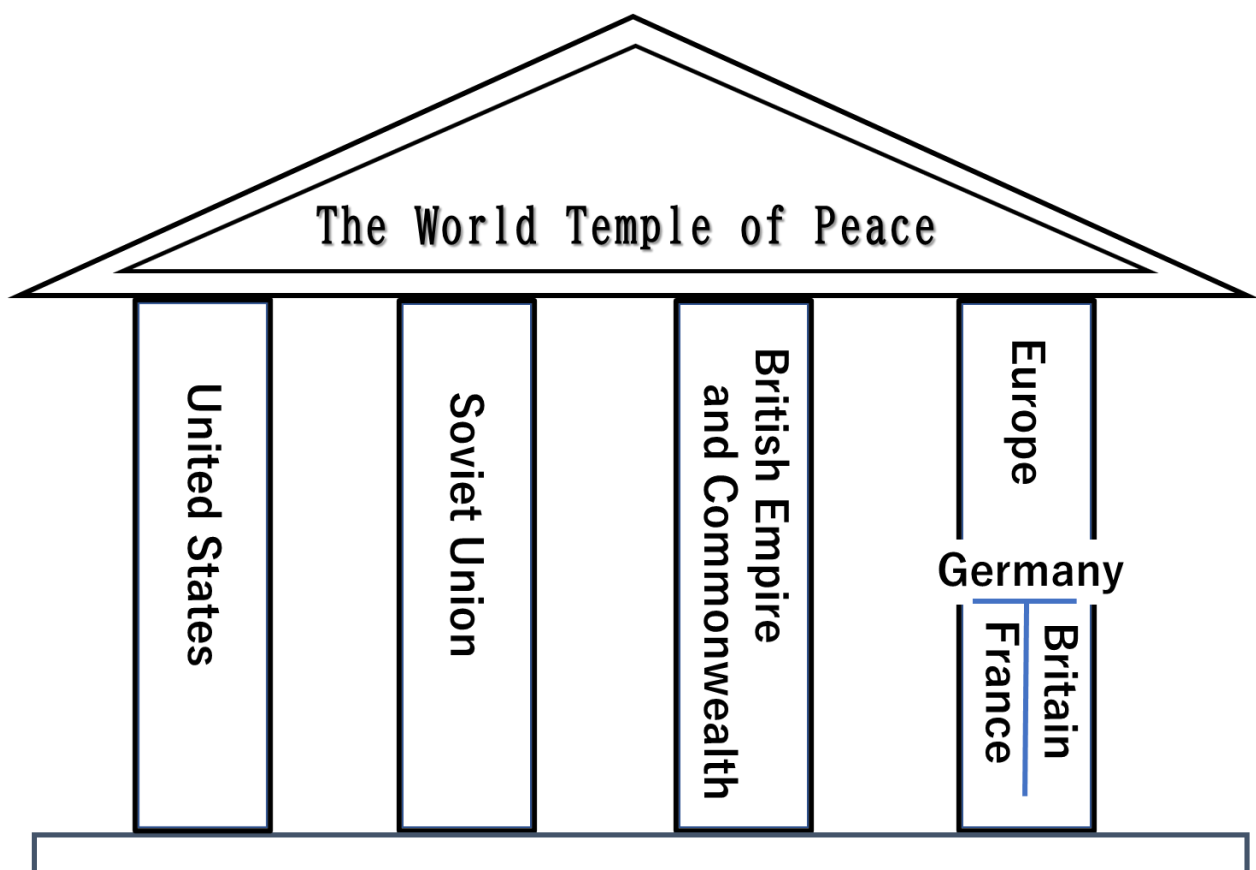 The World Temple of Peace
United States
Soviet Union
British Empire
and Commonwealth
Europe
Germany
France
Britain